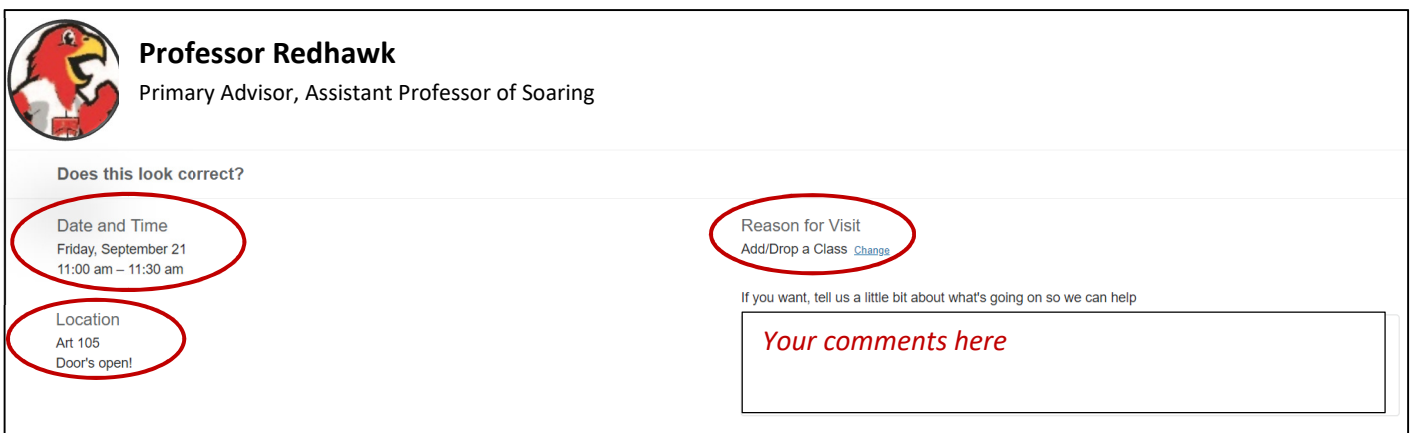 Professor Redhawk
Primary Advisor, Assistant Professor of Soaring
Does this look correct?
Date and Time
Friday, September 21
11:00 am – 11:30 am
Location
Art 105
Door's open!
Reason for Visit
Add/Drop a Class Change
If you want, tell us a little bit about what's going on so we can help
Your comments here